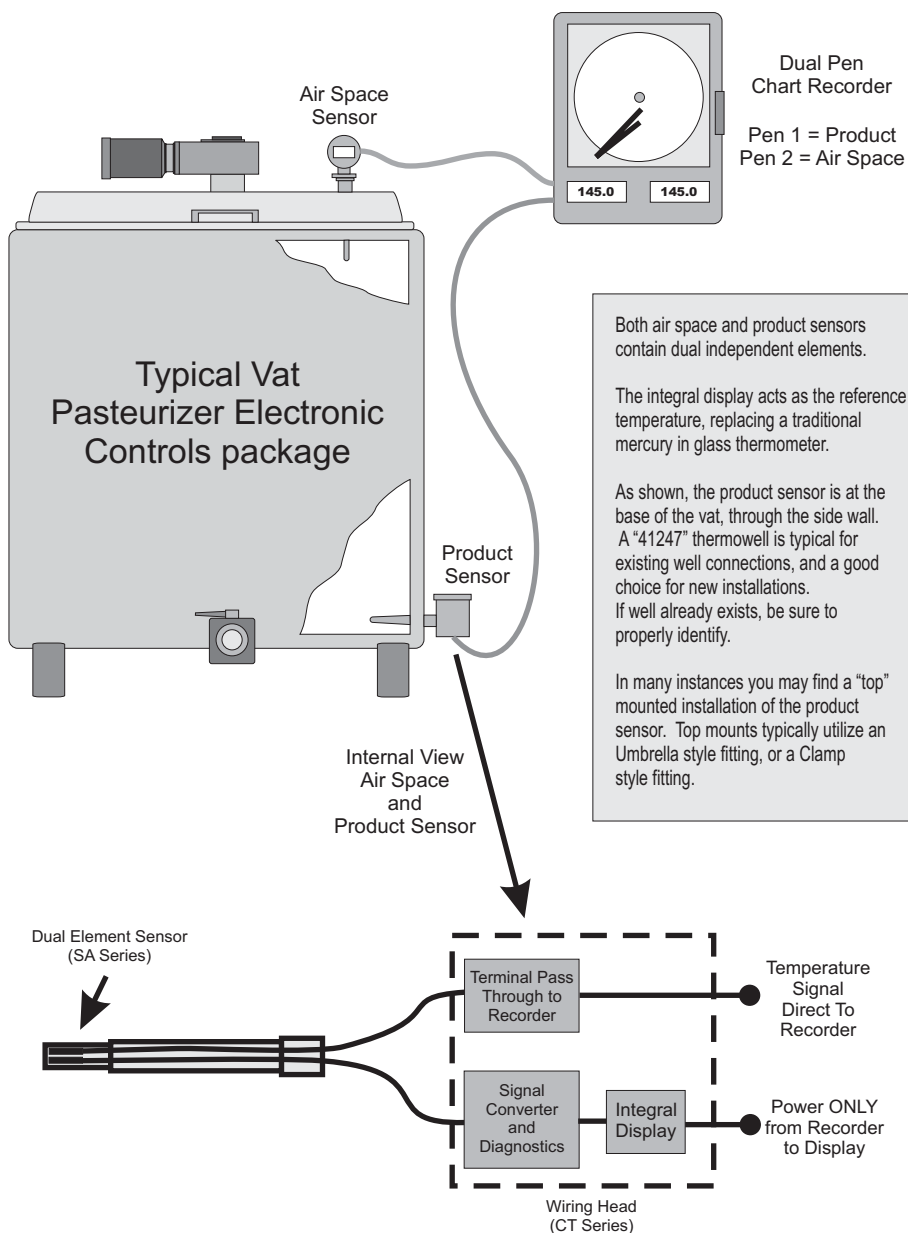 Dual Pen
Chart Recorder
Pen 1 = Product
Pen 2 = Air Space
Air Space
Sensor
145.0
145.0
Typical Vat
Pasteurizer Electronic
Controls package
Both air space and product sensors
contain dual independent elements.
The integral display acts as the reference
temperature, replacing a traditional
mercury in glass thermometer.
As shown, the product sensor is at the
base of the vat, through the side wall.
A “41247” thermowell is typical for
existing well connections, and a good
choice for new installations.
If well already exists, be sure to
properly identify.
In many instances you may find a “top”
mounted installation of the product
sensor. Top mounts typically utilize an
Umbrella style fitting, or a Clamp
style fitting.
Product
Sensor
Internal View
Air Space
and
Product Sensor
Dual Element Sensor
(SA Series)
Terminal Pass
Through to
Recorder
Temperature
Signal
Direct To
Recorder
Signal
Converter
and
Diagnostics
Integral
Display
Power ONLY
from Recorder
to Display
Wiring Head
(CT Series)